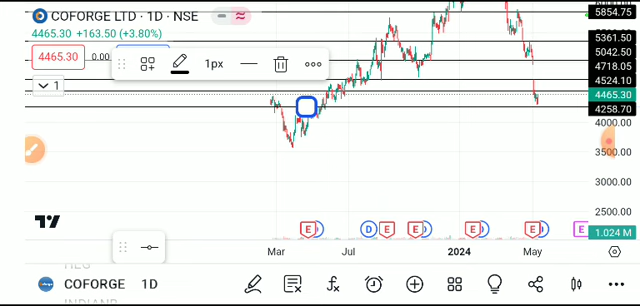 COFORGE LTD · 1D · NSE
4465.30 +163.50 (+3.80%)
4465.30
0.00
1px
1
5854.75
5361.50
5042.50
4718.05
4524.10
4465.30
4258.70
4000.00
3500.00
3000.00
2500.00
1.024 M
E
D
E
E
E
E
E
Mar
Jul
2024
May
COFORGE 1D